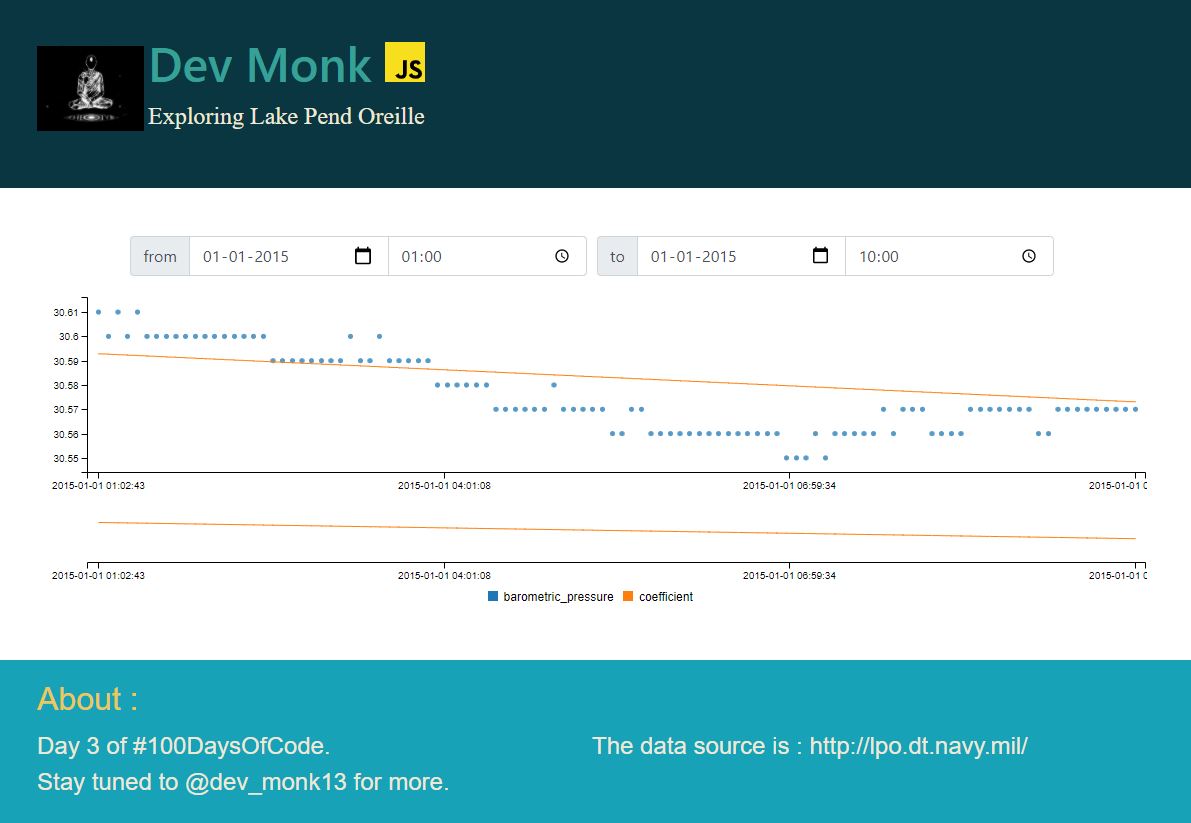 Dev Monk JS
Exploring Lake Pend Oreille
from 01-01-2015 01:00 to 01-01-2015 10:00
30.61
30.6
30.59
30.58
30.57
30.56
30.55
2015-01-01 01:02:43 2015-01-01 04:01:08 2015-01-01 06:59:34 2015-01-01 0
2015-01-01 01:02:43 2015-01-01 04:01:08 2015-01-01 06:59:34 2015-01-01 0
barometric_pressure coefficient
About :
Day 3 of #100DaysOfCode. The data source is : http://lpo.dt.navy.mil/
Stay tuned to @dev_monk13 for more.